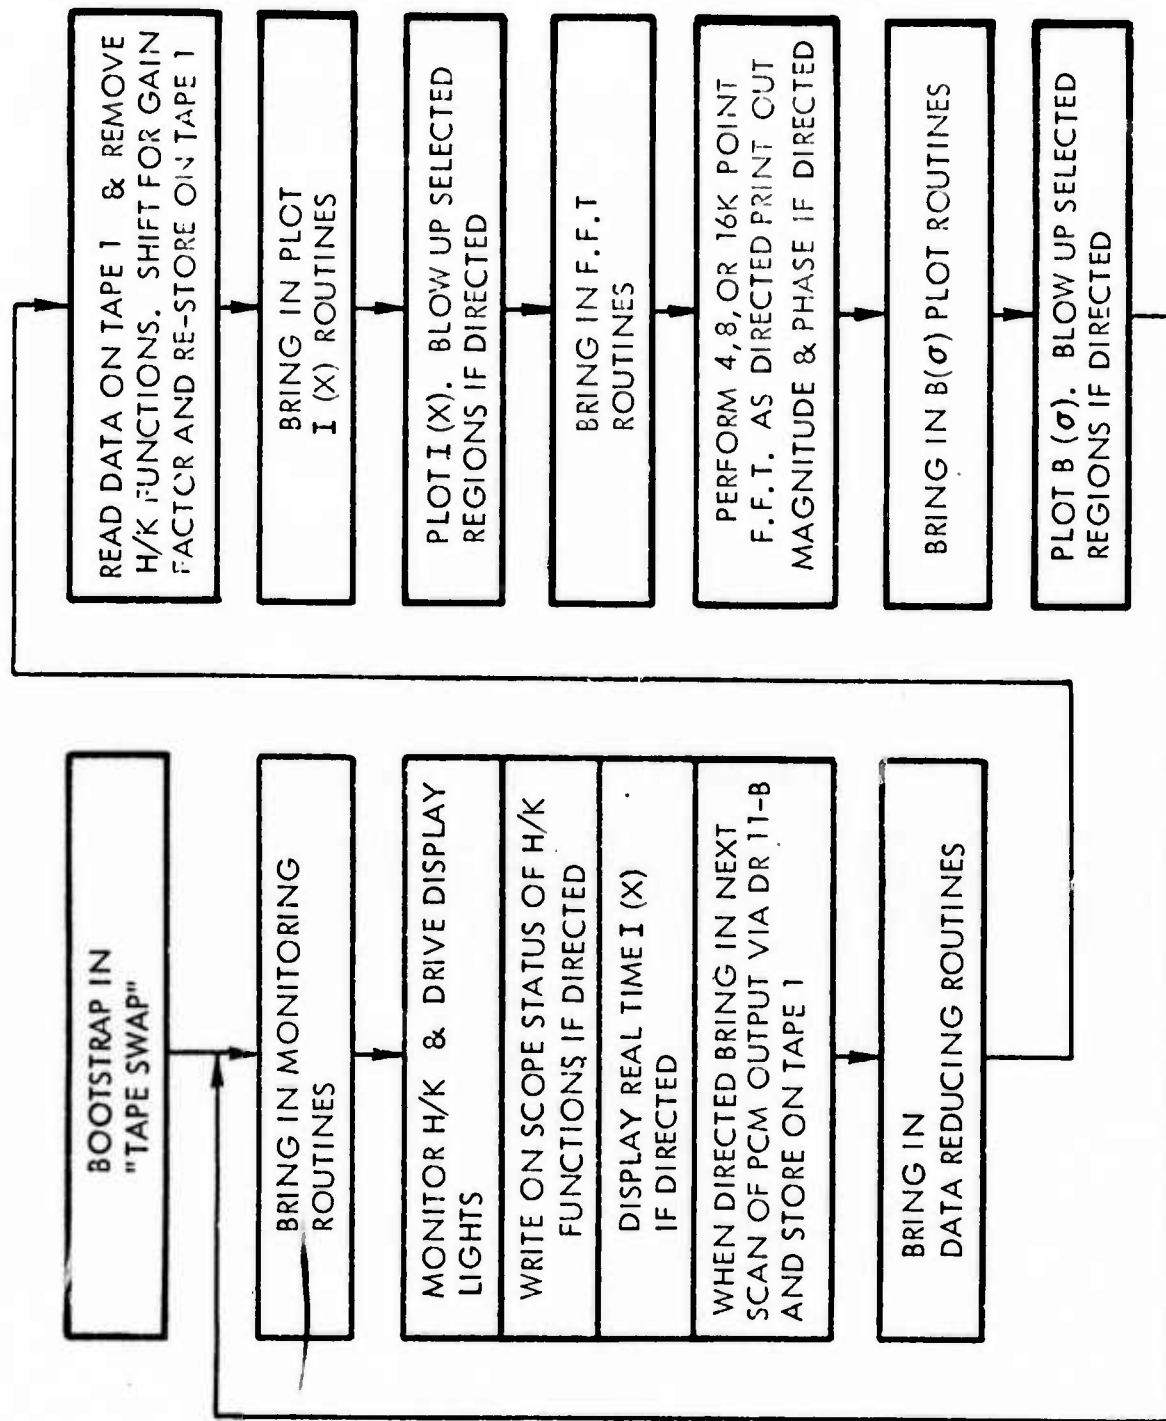 BOOTSTRAP IN
"TAPE SWAP"
BRING IN MONITORING
ROUTINES
MONITOR H/K & DRIVE DISPLAY
LIGHTS
WRITE ON SCOPE STATUS OF H/K
FUNCTIONS, IF DIRECTED
DISPLAY REAL TIME I (X)
IF DIRECTED
WHEN DIRECTED BRING IN NEXT
SCAN OF PCM OUTPUT VIA DR 11-B
AND STORE ON TAPE 1
BRING IN
DATA REDUCING ROUTINES
READ DATA ON TAPE 1 & REMOVE
H/K FUNCTIONS. SHIFT FOR GAIN
FACTOR AND RE-STORE ON TAPE 1
BRING IN PLOT
I (X) ROUTINES
PLOT I (X). BLOW UP SELECTED
REGIONS IF DIRECTED
BRING IN F.F.T
ROUTINES
PERFORM 4, 8, OR 16K POINT
F.F.T. AS DIRECTED PRINT OUT
MAGNITUDE & PHASE IF DIRECTED
BRING IN B(σ) PLOT ROUTINES
PLOT B (σ). BLOW UP SELECTED
REGIONS IF DIRECTED